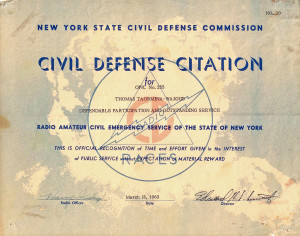 NEW YORK STATE CIVIL DEFENSE COMMISSION
CIVIL DEFENSE CITATION
for
THOMAS
DEPENDABLE PARTICIPATION AND OUTSTANDING SERVICE
RADIO AMATEUR CIVIL EMERGENCY SERVICE OF THE STATE OF NEW YORK
THIS IS OFFICIAL RECOGNITION OF TIME AND EFFORT GIVEN in the INTEREST
of PUBLIC SERVICE without EXPECTATION of MATERIAL REWARD
RACES
Radio Officer
Date
Director